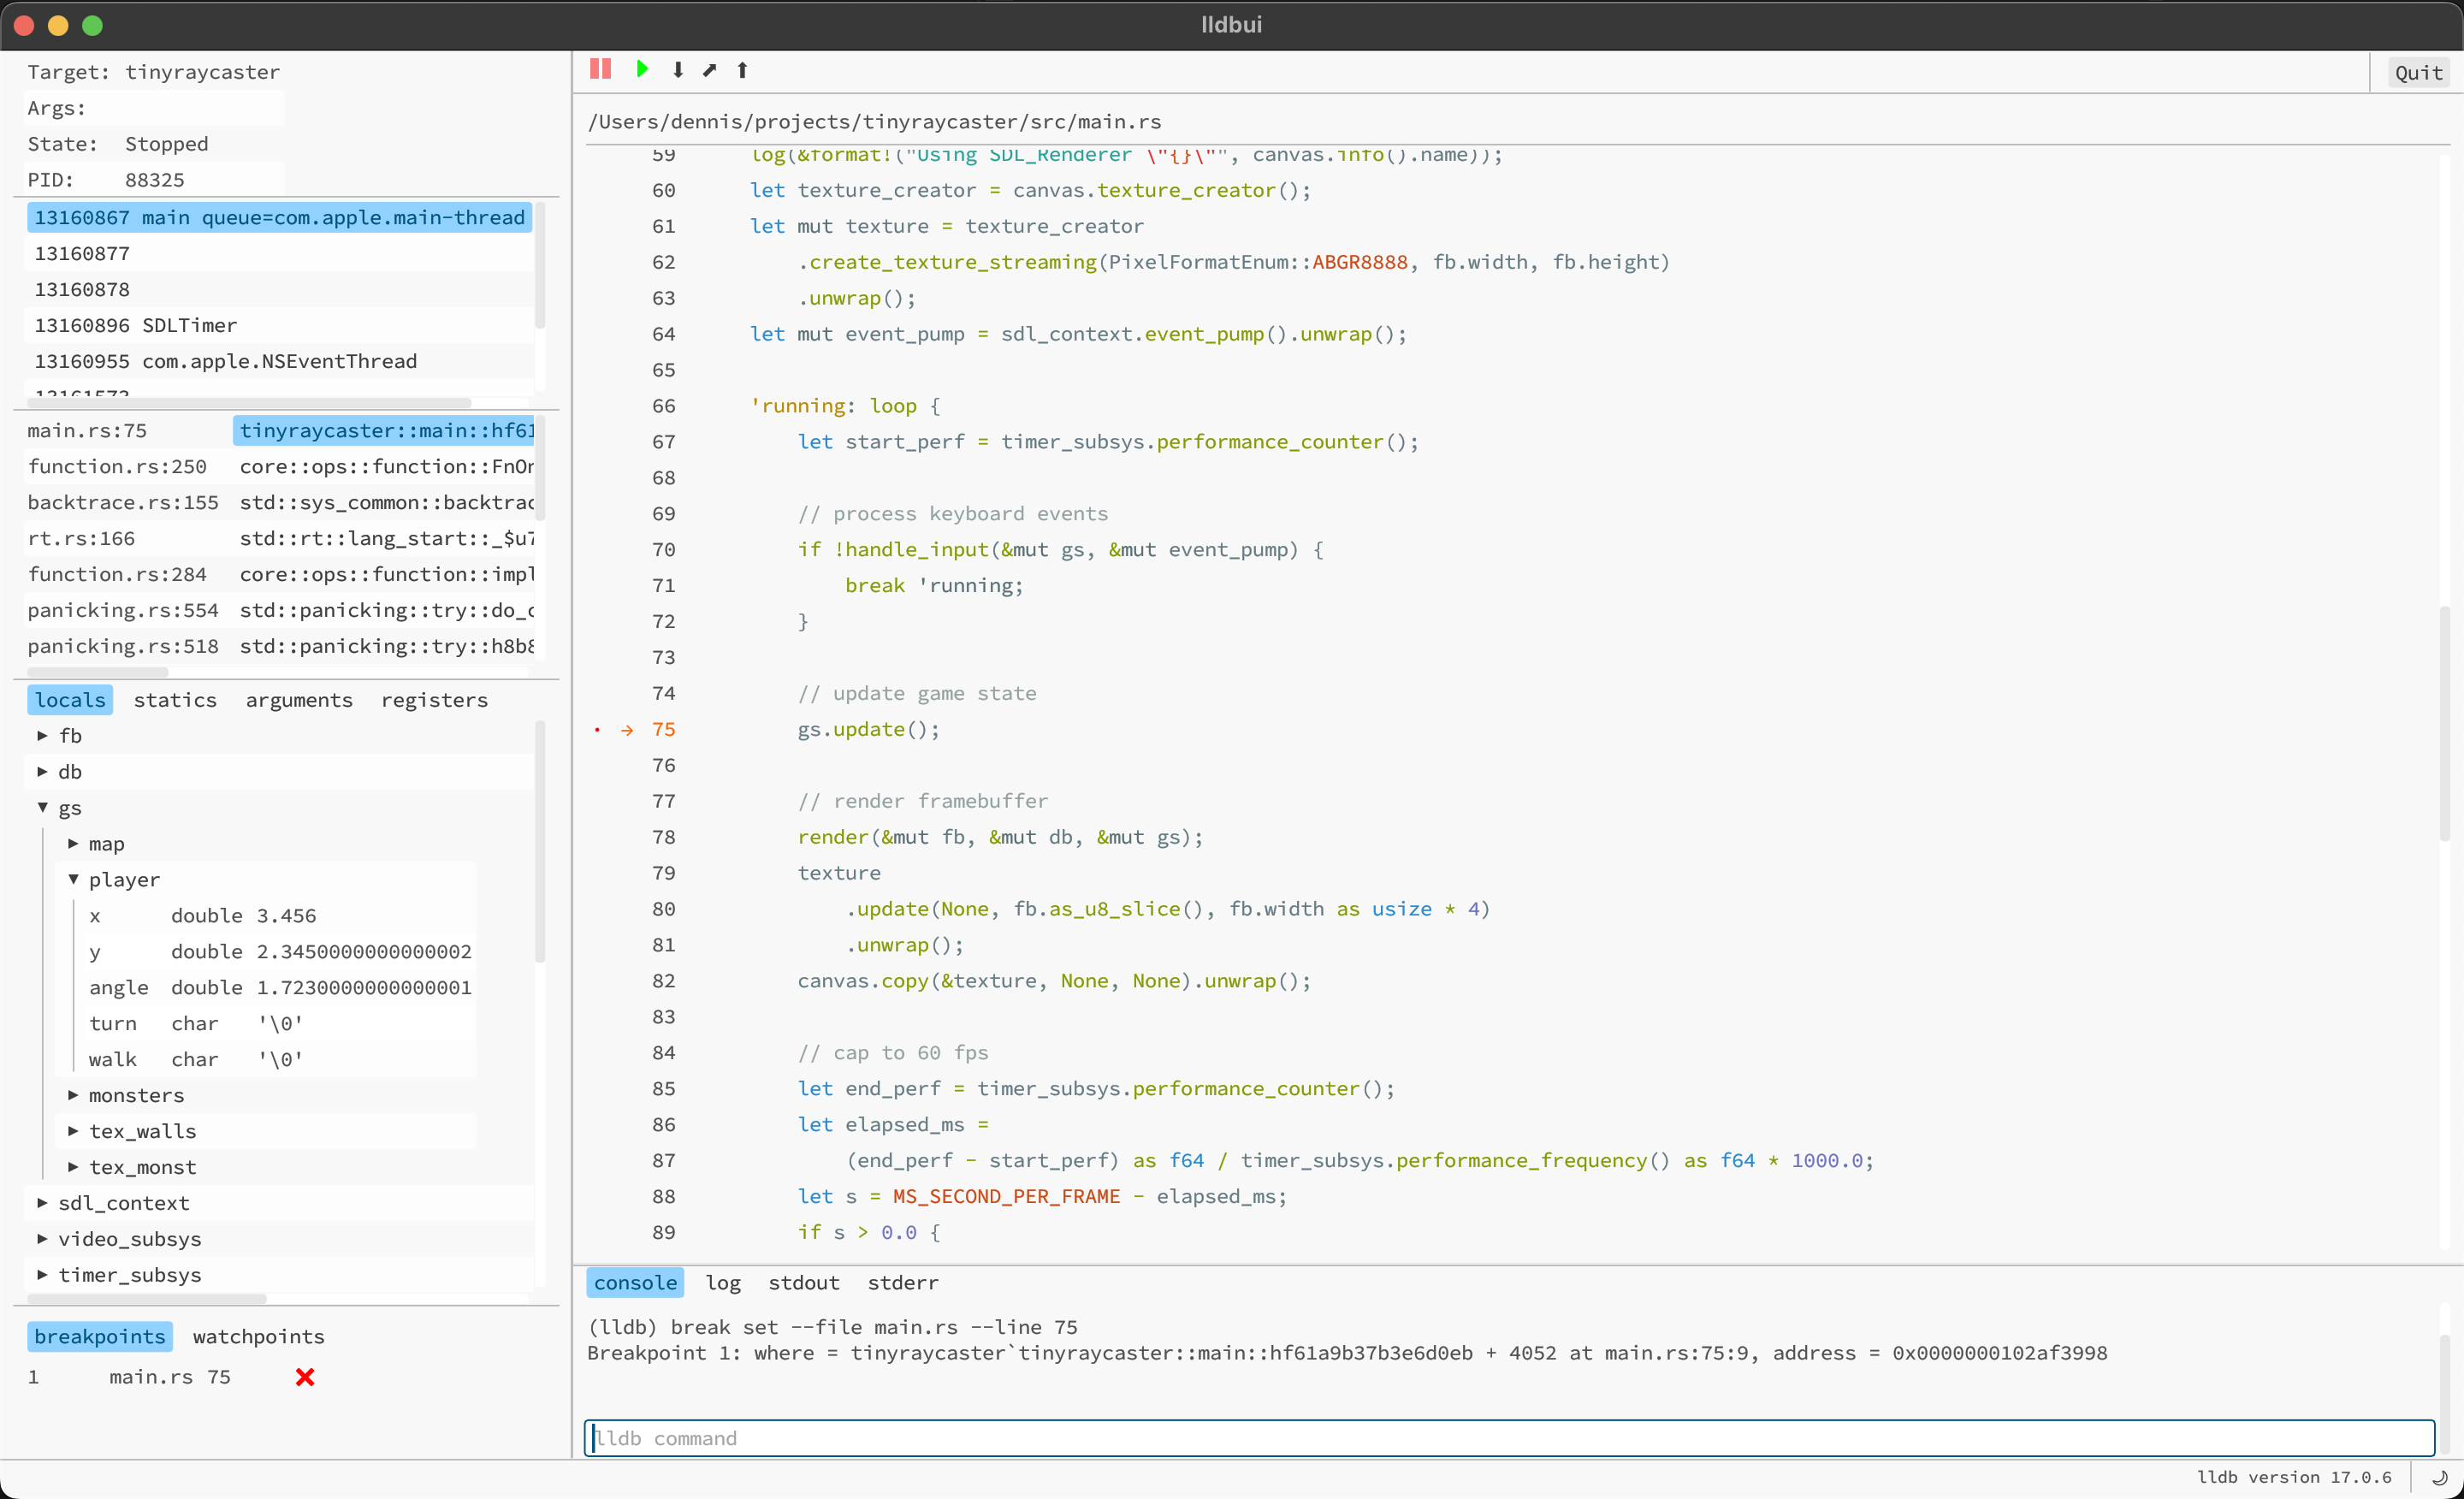 lldbui
Target: tinyraycaster
Args:
State: Stopped
PID: 88325
13160867 main queue=com.apple.main-thread
13160877
13160878
13160896 SDLTimer
13160955 com.apple.NSEventThread
main.rs:75 tinyraycaster::main::hf61
function.rs:250 core::ops::function::FnOn
backtrace.rs:155 std::sys_common::backtrac
rt.rs:166 std::rt::lang_start::_$u7
function.rs:284 core::ops::function::impl
panicking.rs:554 std::panicking::try::do_c
panicking.rs:518 std::panicking::try::h8b8
locals statics arguments registers
▶ fb
▶ db
▼ gs
▶ map
▼ player
x double 3.456
y double 2.3450000000000002
angle double 1.7230000000000001
turn char '\0'
walk char '\0'
▶ monsters
▶ tex_walls
▶ tex_monst
▶ sdl_context
▶ video_subsys
▶ timer_subsys
breakpoints watchpoints
1 main.rs 75
Quit
/Users/dennis/projects/tinyraycaster/src/main.rs
59 log(&format!("Using SDL_Renderer \"{}\"", canvas.info().name));
60 let texture_creator = canvas.texture_creator();
61 let mut texture = texture_creator
62 .create_texture_streaming(PixelFormatEnum::ABGR8888, fb.width, fb.height)
63 .unwrap();
64 let mut event_pump = sdl_context.event_pump().unwrap();
65
66 'running: loop {
67 let start_perf = timer_subsys.performance_counter();
68
69 // process keyboard events
70 if !handle_input(&mut gs, &mut event_pump) {
71 break 'running;
72 }
73
74 // update game state
→ 75 gs.update();
76
77 // render framebuffer
78 render(&mut fb, &mut db, &mut gs);
79 texture
80 .update(None, fb.as_u8_slice(), fb.width as usize * 4)
81 .unwrap();
82 canvas.copy(&texture, None, None).unwrap();
83
84 // cap to 60 fps
85 let end_perf = timer_subsys.performance_counter();
86 let elapsed_ms =
87 (end_perf - start_perf) as f64 / timer_subsys.performance_frequency() as f64 * 1000.0;
88 let s = MS_SECOND_PER_FRAME - elapsed_ms;
89 if s > 0.0 {
console log stdout stderr
(lldb) break set --file main.rs --line 75
Breakpoint 1: where = tinyraycaster`tinyraycaster::main::hf61a9b37b3e6d0eb + 4052 at main.rs:75:9, address = 0x0000000102af3998
lldb command
lldb version 17.0.6